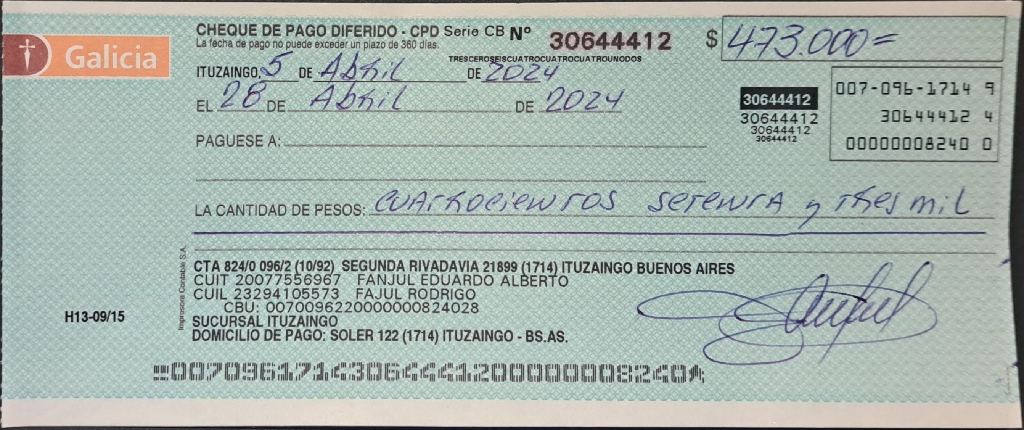 Galicia
CHEQUE DE PAGO DIFERIDO - CPD Serie CB Nº 30644412 $ 473.000=
La fecha de pago no puede exceder un plazo de 360 días.
TRESCEROSEISCUATROCUATROCUATROUNODOS
ITUZAINGO, 5 DE Abril DE 2024
EL 28 DE Abril DE 2024
30644412
30644412
30644412
30644412
007-096-1714 9
30644412 4
00000008240 0
PAGUESE A:
LA CANTIDAD DE PESOS: cuatrocientos setenta y tres mil
CTA 824/0 096/2 (10/92) SEGUNDA RIVADAVIA 21899 (1714) ITUZAINGO BUENOS AIRES
CUIT 20077556967 FANJUL EDUARDO ALBERTO
CUIL 23294105573 FAJUL RODRIGO
CBU: 0070096220000000824028
SUCURSAL ITUZAINGO
DOMICILIO DE PAGO: SOLER 122 (1714) ITUZAINGO - BS.AS.
H13-09/15
Impresiones Contable S.A.
00709617143064441200000008240